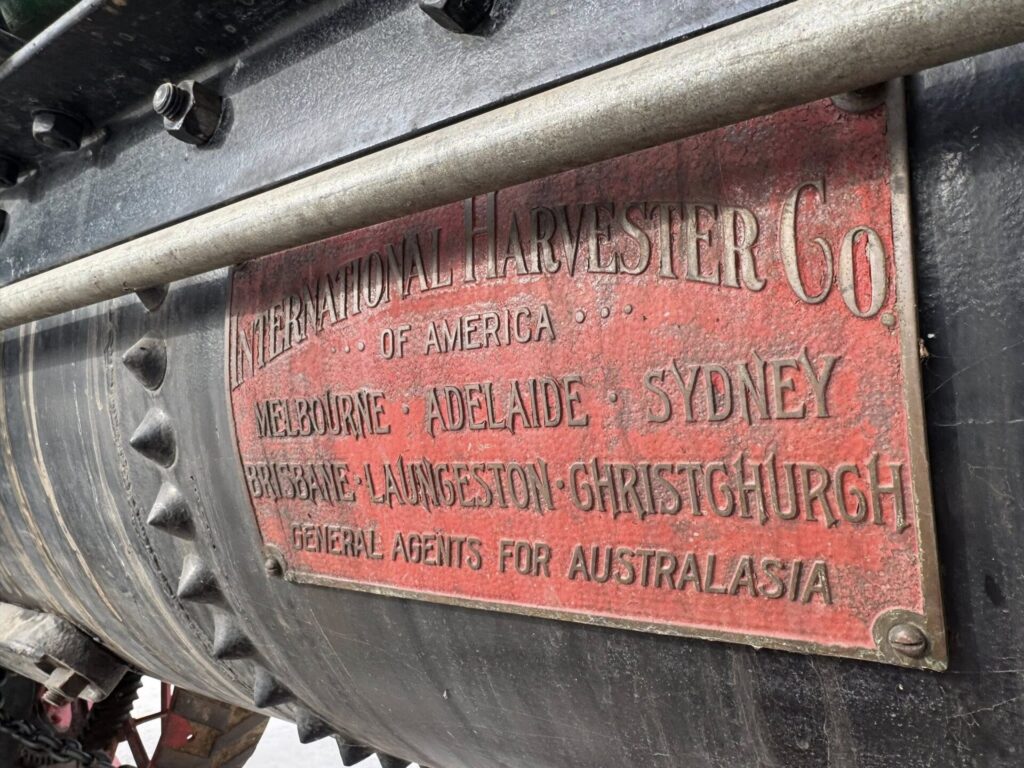 INTERNATIONAL HARVESTER Co.
... OF AMERICA ...
MELBOURNE · ADELAIDE · SYDNEY
BRISBANE · LAUNCESTON · CHRISTCHURCH
GENERAL AGENTS FOR AUSTRALASIA